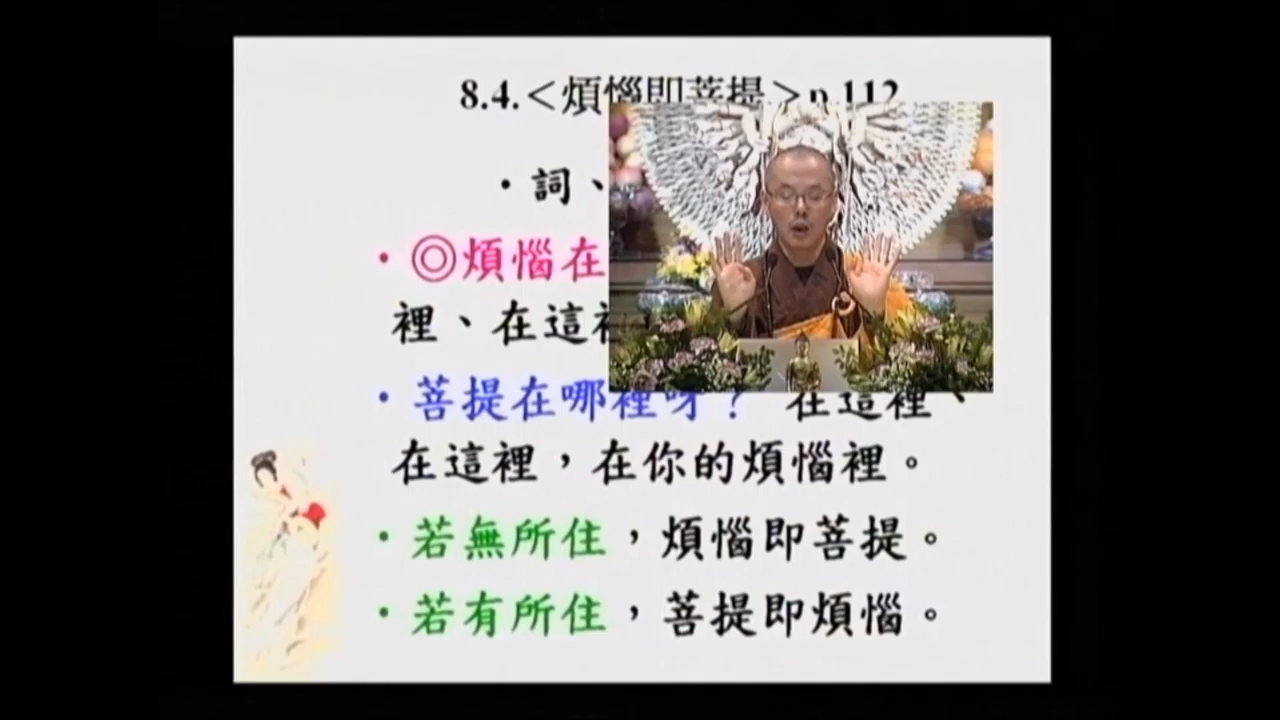 8.4.＜煩惱即菩提＞p.112
・詞、
・◎煩惱在
裡、在這裡
・菩提在哪裡呀？ 在這裡、
在這裡，在你的煩惱裡。
・若無所住，煩惱即菩提。
・若有所住，菩提即煩惱。